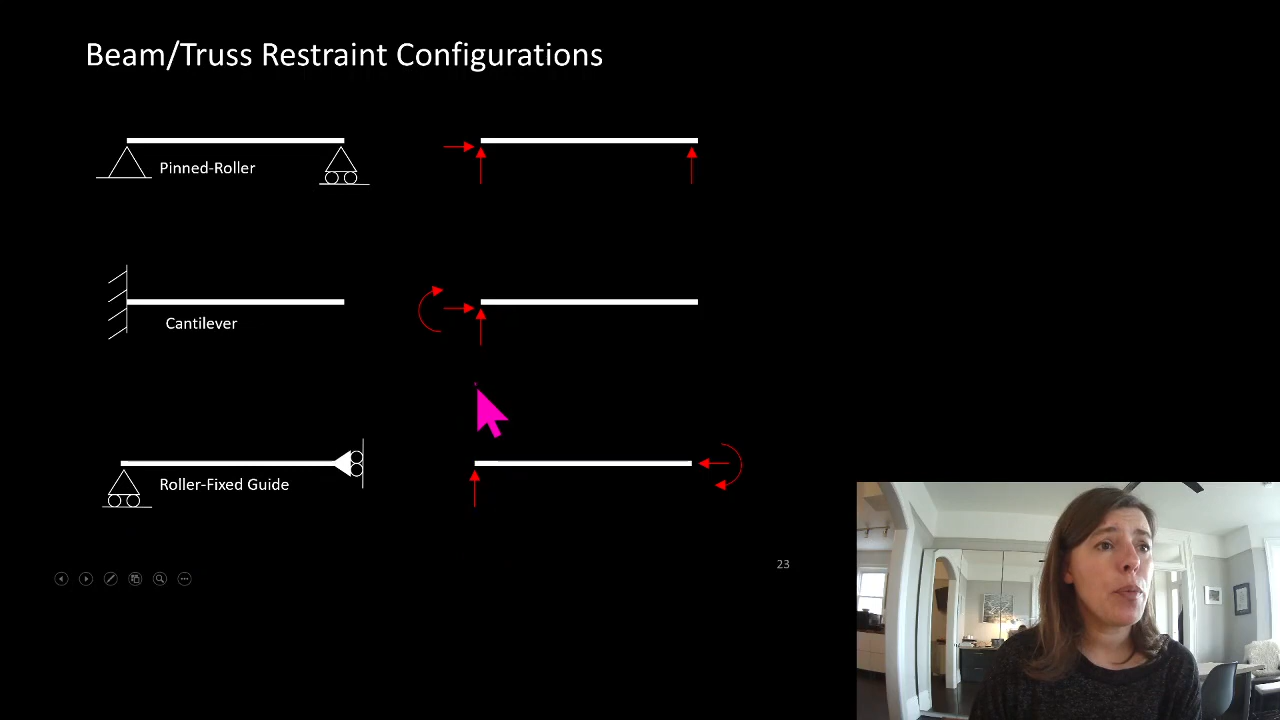 Beam/Truss Restraint Configurations
Pinned-Roller
Cantilever
Roller-Fixed Guide
23